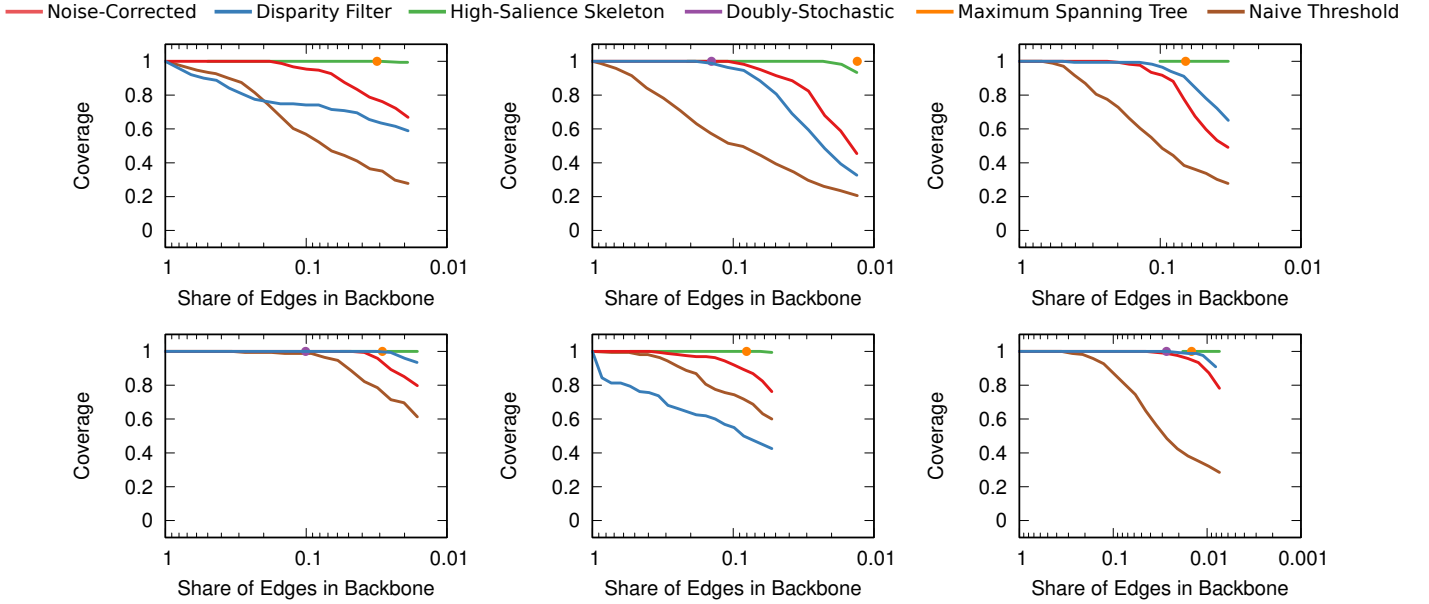 Noise-Corrected Disparity Filter High-Salience Skeleton Doubly-Stochastic Maximum Spanning Tree Naive Threshold
1 1 1
0.8 0.8 0.8
0.6 0.6 0.6
0.4 0.4 0.4
0.2 0.2 0.2
0 0 0
Coverage Coverage Coverage
1 0.1 0.01 1 0.1 0.01 1 0.1 0.01
Share of Edges in Backbone Share of Edges in Backbone Share of Edges in Backbone
1 1 1
0.8 0.8 0.8
0.6 0.6 0.6
0.4 0.4 0.4
0.2 0.2 0.2
0 0 0
Coverage Coverage Coverage
1 0.1 0.01 1 0.1 0.01 1 0.1 0.01 0.001
Share of Edges in Backbone Share of Edges in Backbone Share of Edges in Backbone